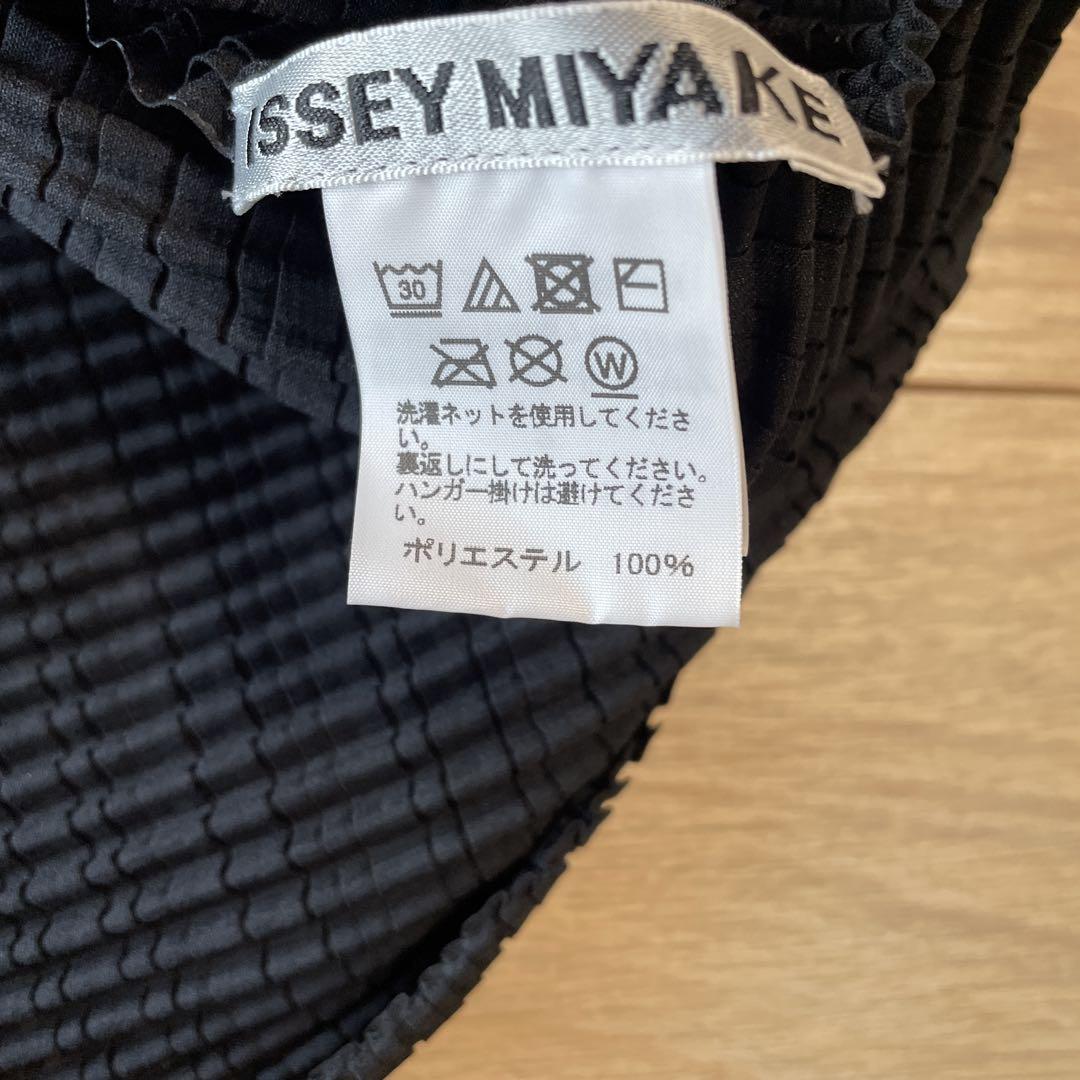 ISSEY MIYAKE
30
W
洗濯ネットを使用してくださ
い。
裏返しにして洗ってください。
ハンガー掛けは避けてくださ
い。
ポリエステル 100%